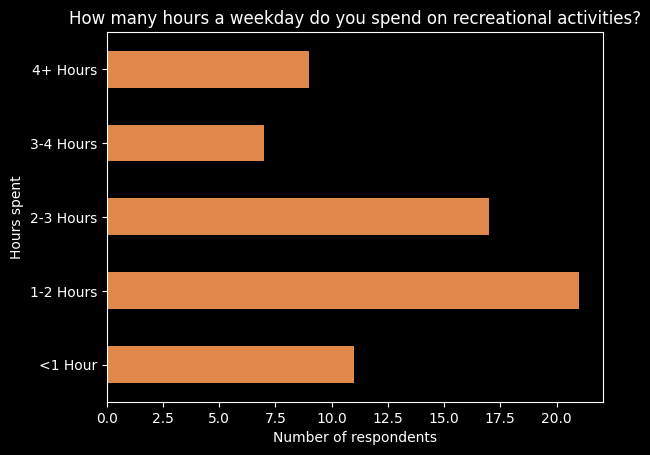 How many hours a weekday do you spend on recreational activities?
Hours spent
4+ Hours
3-4 Hours
2-3 Hours
1-2 Hours
<1 Hour
0.0 2.5 5.0 7.5 10.0 12.5 15.0 17.5 20.0
Number of respondents